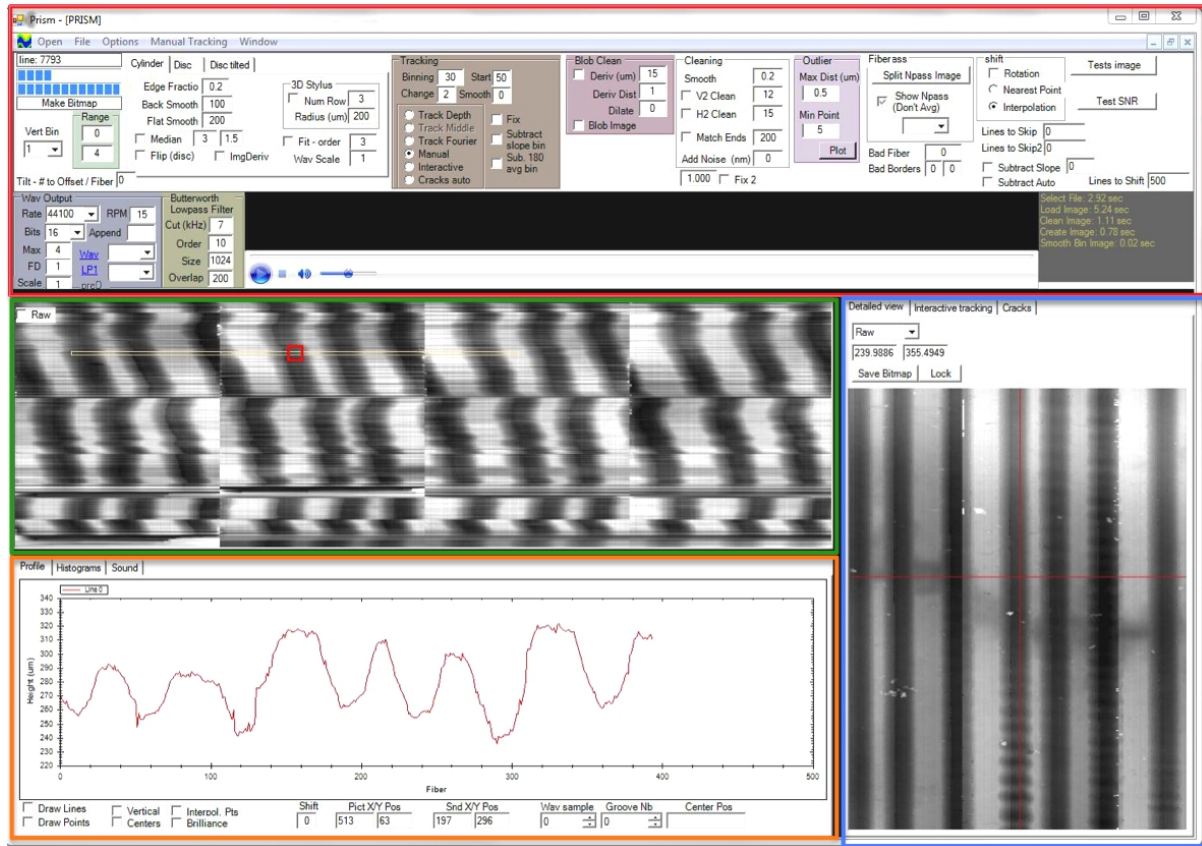 Prism - [PRISM]
Open File Options Manual Tracking Window
line: 7793
Make Bitmap
Vert Bin
1
Range
0
4
Tilt - # to Offset / Fiber 0
Cylinder Disc Disc tilted
Edge Fractio 0.2
Back Smooth 100
Flat Smooth 200
Median 3 1.5
Flip (disc) ImgDeriv
3D Stylus
Num Row 3
Radius (um) 200
Fit - order 3
Wav Scale 1
Tracking
Binning 30 Start 50
Change 2 Smooth 0
Track Depth
Track Middle
Track Fourier
Manual
Interactive
Cracks auto
Fix
Subtract
slope bin
Sub. 180
avg bin
Blob Clean
Deriv (um) 15
Deriv Dist 1
Dilate 0
Blob Image
Cleaning
Smooth 0.2
V2 Clean 12
H2 Clean 15
Match Ends 200
Add Noise (nm) 0
1.000 Fix 2
Outlier
Max Dist (um)
0.5
Min Point
5
Plot
Fiberass
Split Npass Image
Show Npass
(Don't Avg)
Bad Fiber 0
Bad Borders 0 0
shift
Rotation
Nearest Point
Interpolation
Lines to Skip 0
Lines to Skip2 0
Subtract Slope 0
Subtract Auto
Tests image
Test SNR
Lines to Shift 500
Wav Output
Rate 44100 RPM 15
Bits 16 Append
Max 4 Wav
FD 1 LP1
Scale 1 preD
Butterworth
Lowpass Filter
Cut (kHz) 7
Order 10
Size 1024
Overlap 200
Select File: 2.92 sec
Load Image: 5.24 sec
Clean Image: 1.11 sec
Create Image: 0.78 sec
Smooth Bin Image: 0.02 sec
Raw
Detailed view Interactive tracking Cracks
Raw
239.9886 355.4949
Save Bitmap Lock
Profile Histograms Sound
Line 0
340
330
320
310
300
290
280
270
260
250
240
230
220
Height (um)
0 100 200 300 400 500
Fiber
Draw Lines
Draw Points
Vertical
Centers
Interpol. Pts
Brilliance
Shift
0
Pict X/Y Pos
513 63
Snd X/Y Pos
197 296
Wav sample
0
Groove Nb
0
Center Pos